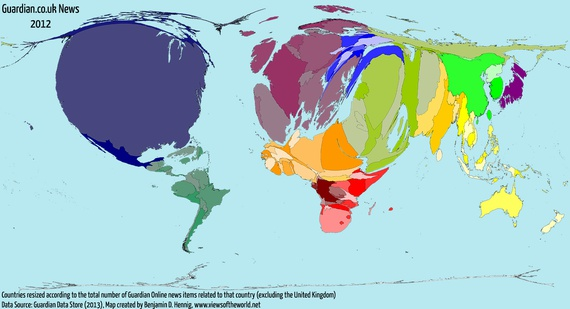 Guardian.co.uk News
2012
Countries resized according to the total number of Guardian Online news items related to that country (excluding the United Kingdom)
Data Source: Guardian Data Store (2013), Map created by Benjamin D. Hennig, www.viewsoftheworld.net